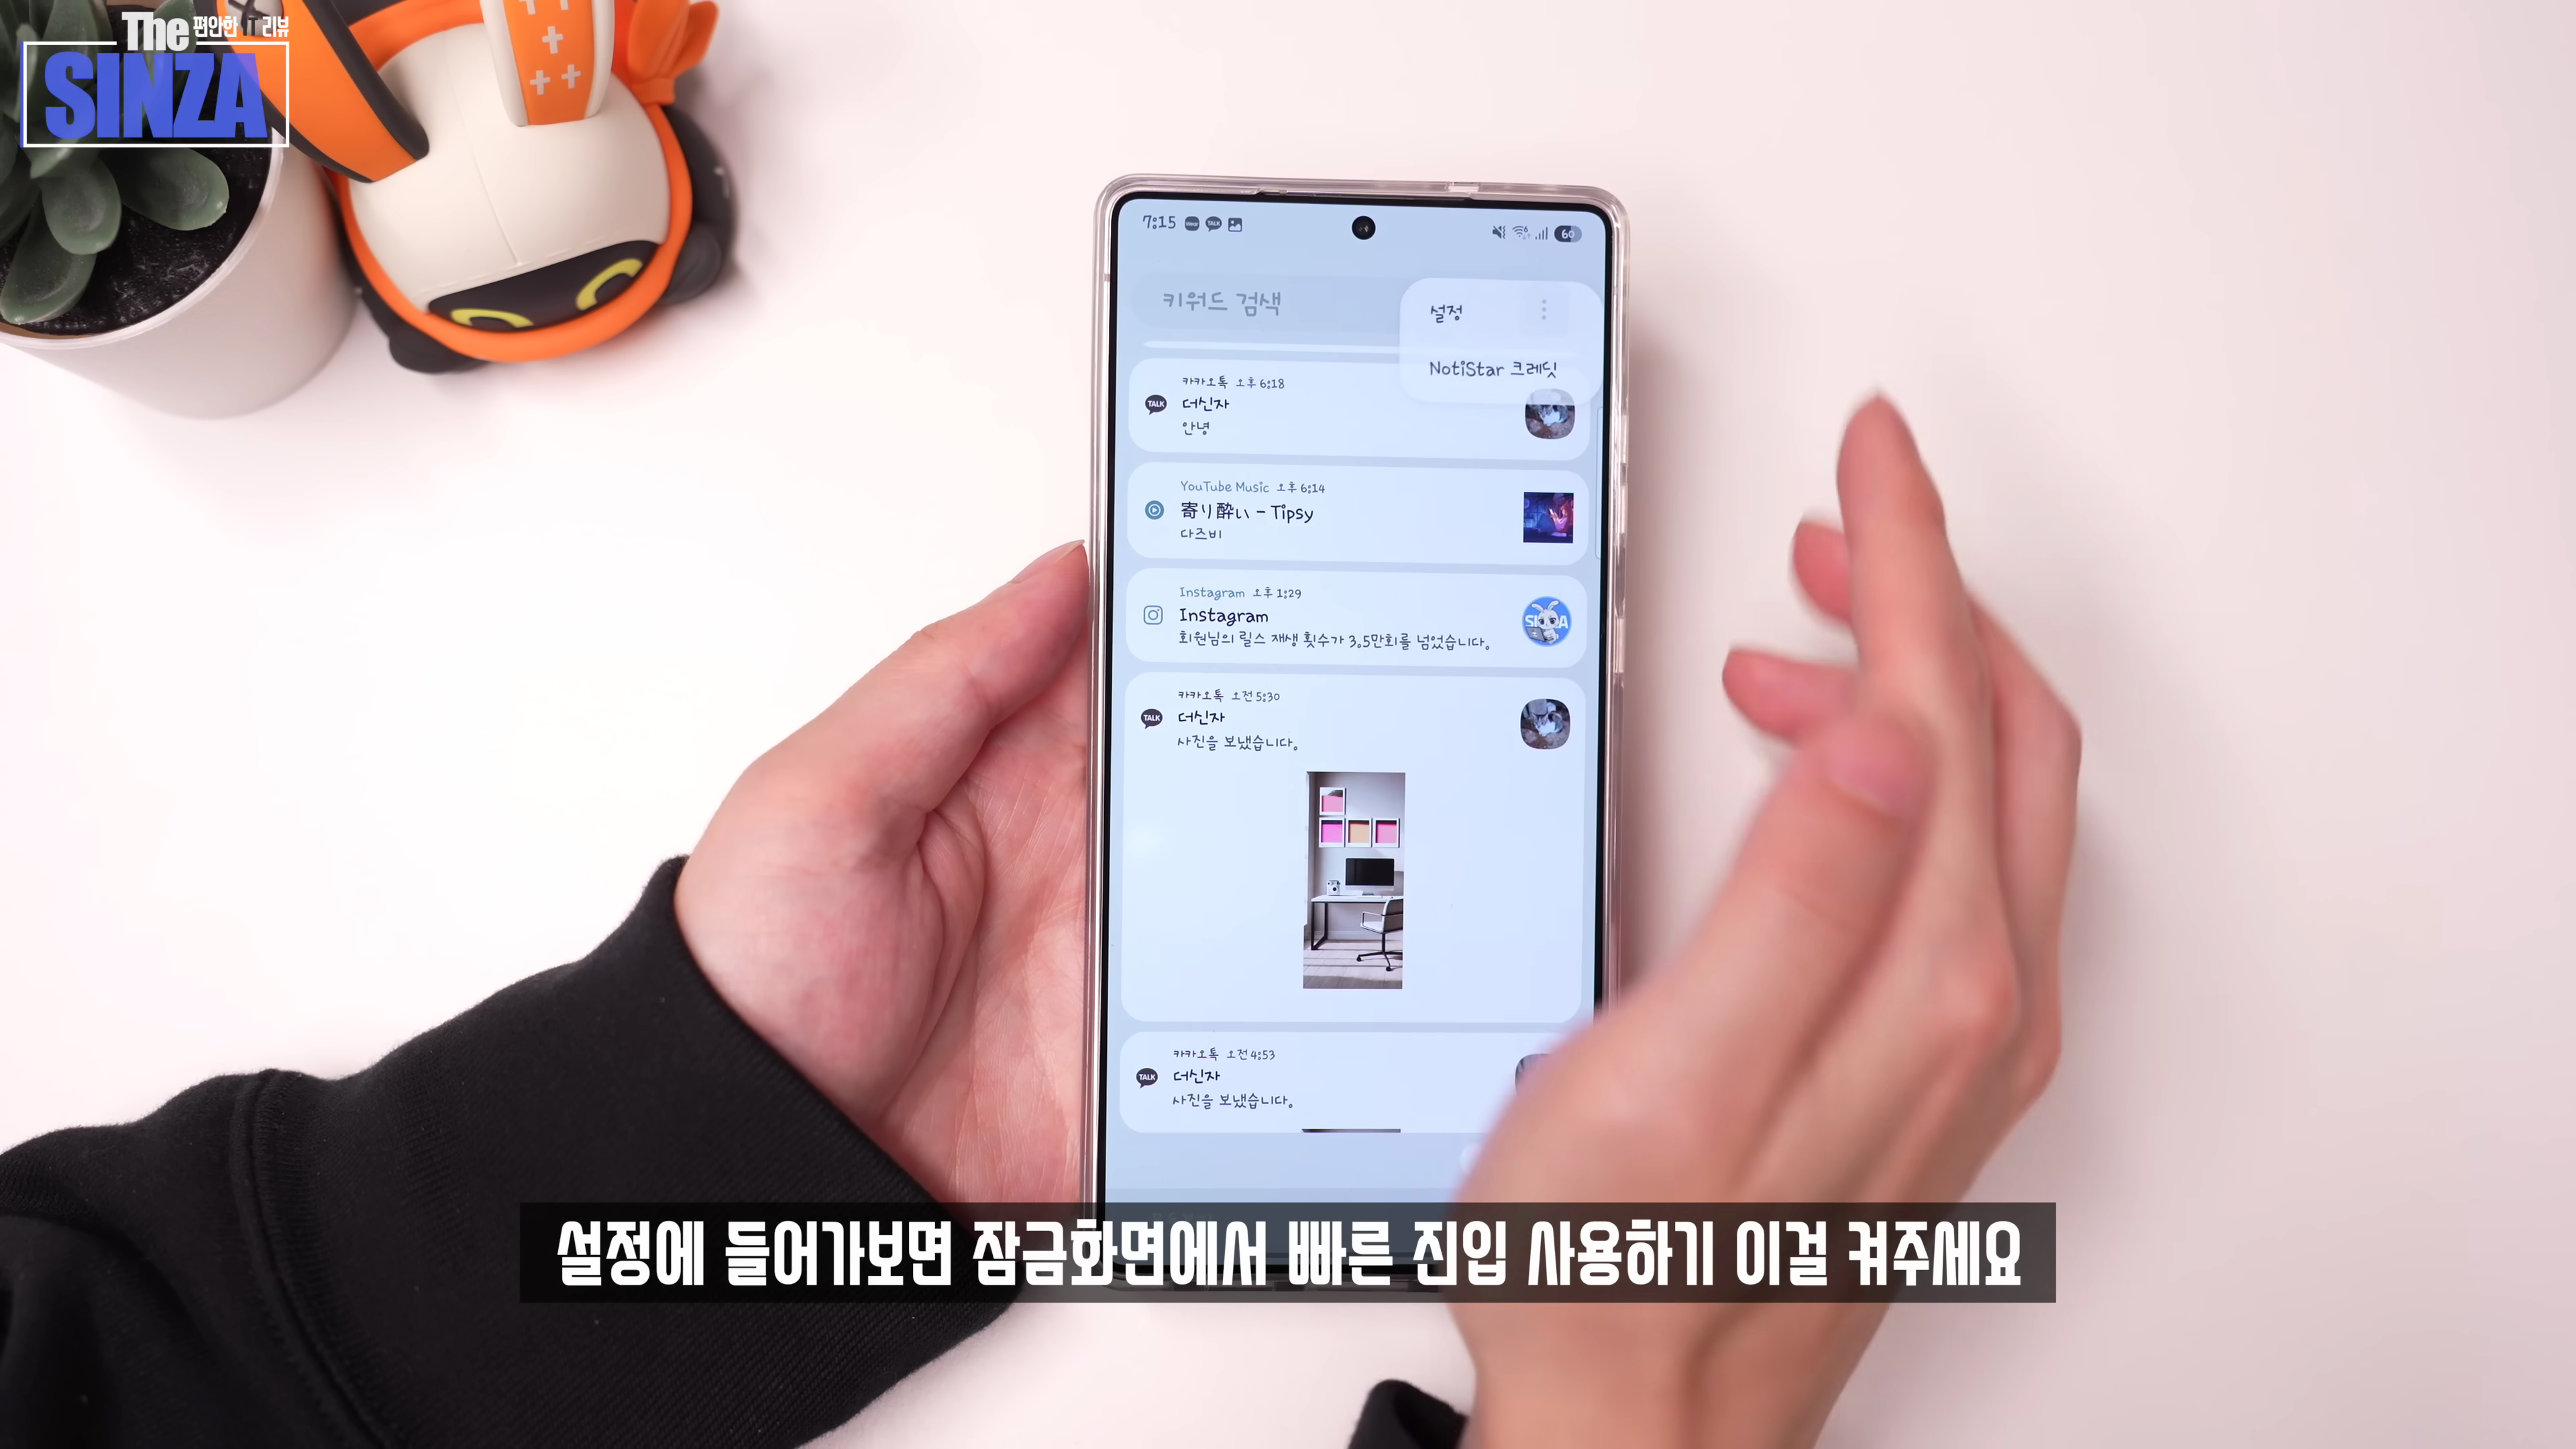 The 편안한 IT 리뷰
SINZA
7:15
60
키워드 검색
설정
NotiStar 크레딧
카카오톡 오후 6:18
TALK
더신자
안녕
YouTube Music 오후 6:14
寄り酔い - Tipsy
다즈비
Instagram 오후 1:29
Instagram
회원님의 릴스 재생 횟수가 3.5만회를 넘었습니다.
카카오톡 오전 5:30
TALK
더신자
사진을 보냈습니다.
카카오톡 오전 4:53
TALK
더신자
사진을 보냈습니다.
설정에 들어가보면 잠금화면에서 빠른 진입 사용하기 이걸 켜주세요